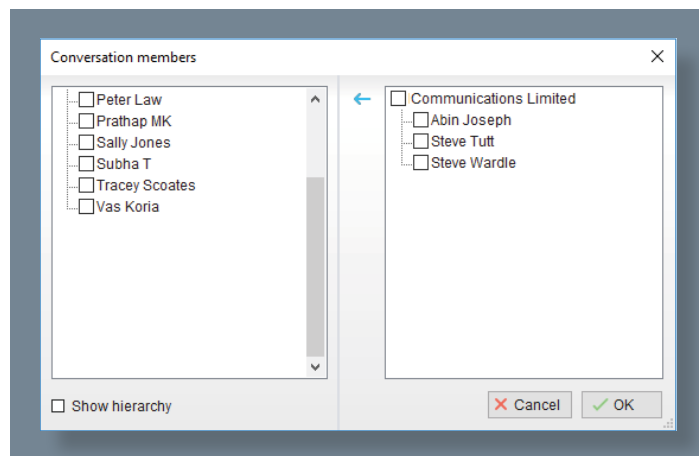 Conversation members
Peter Law
Prathap MK
Sally Jones
Subha T
Tracey Scoates
Vas Koria
Communications Limited
Abin Joseph
Steve Tutt
Steve Wardle
Show hierarchy
Cancel
OK